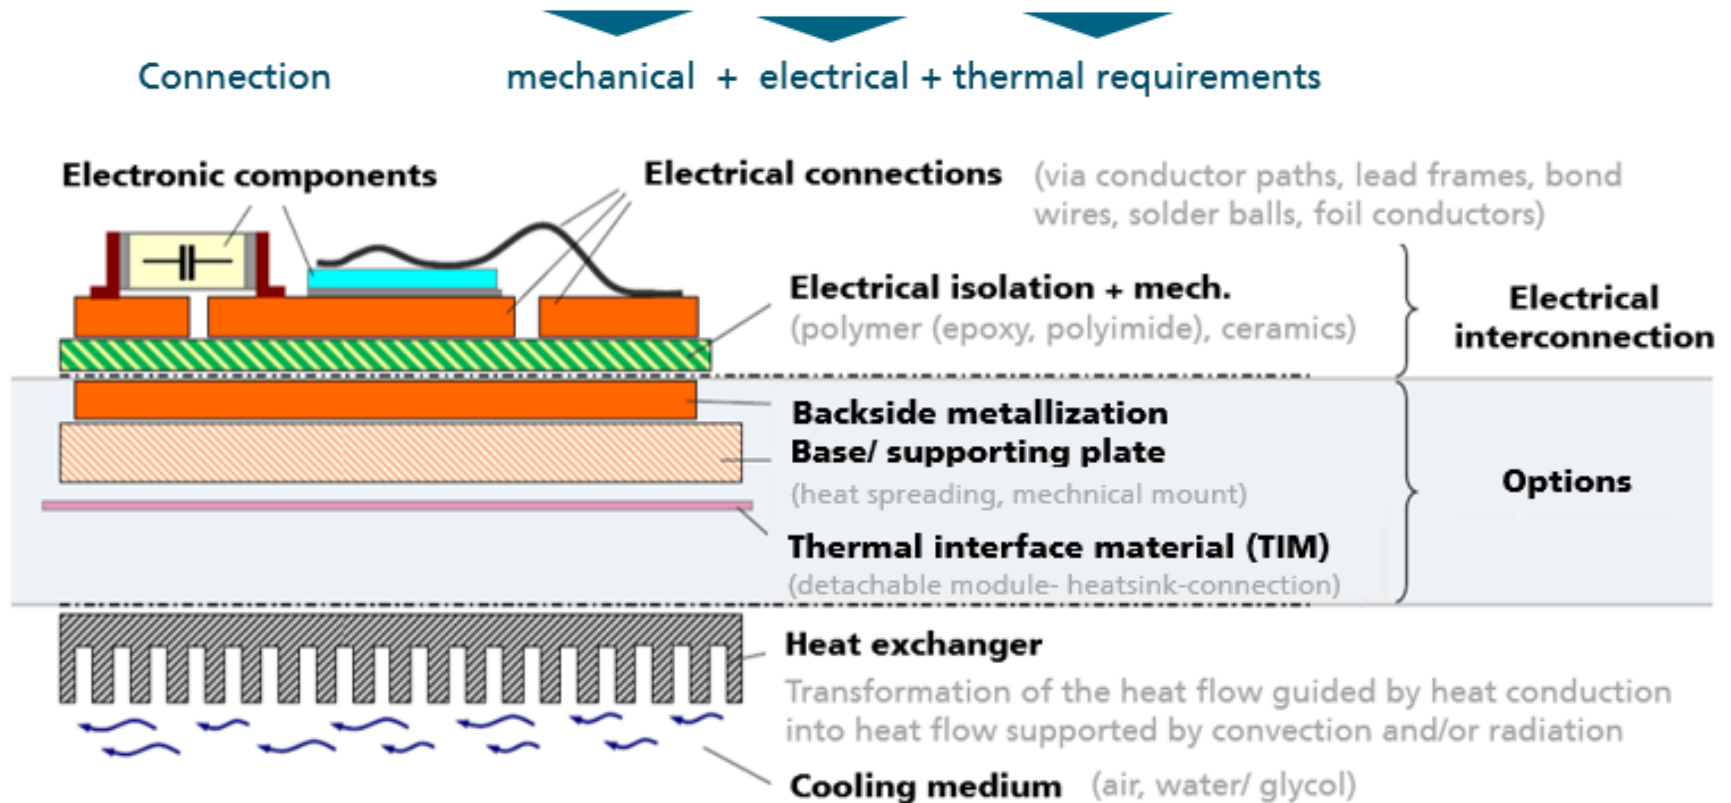 Connection mechanical + electrical + thermal requirements
Electronic components
Electrical connections (via conductor paths, lead frames, bond
wires, solder balls, foil conductors)
Electrical isolation + mech.
(polymer (epoxy, polyimide), ceramics)
Electrical
interconnection
Backside metallization
Base/ supporting plate
(heat spreading, mechnical mount)
Options
Thermal interface material (TIM)
(detachable module- heatsink-connection)
Heat exchanger
Transformation of the heat flow guided by heat conduction
into heat flow supported by convection and/or radiation
Cooling medium (air, water/ glycol)